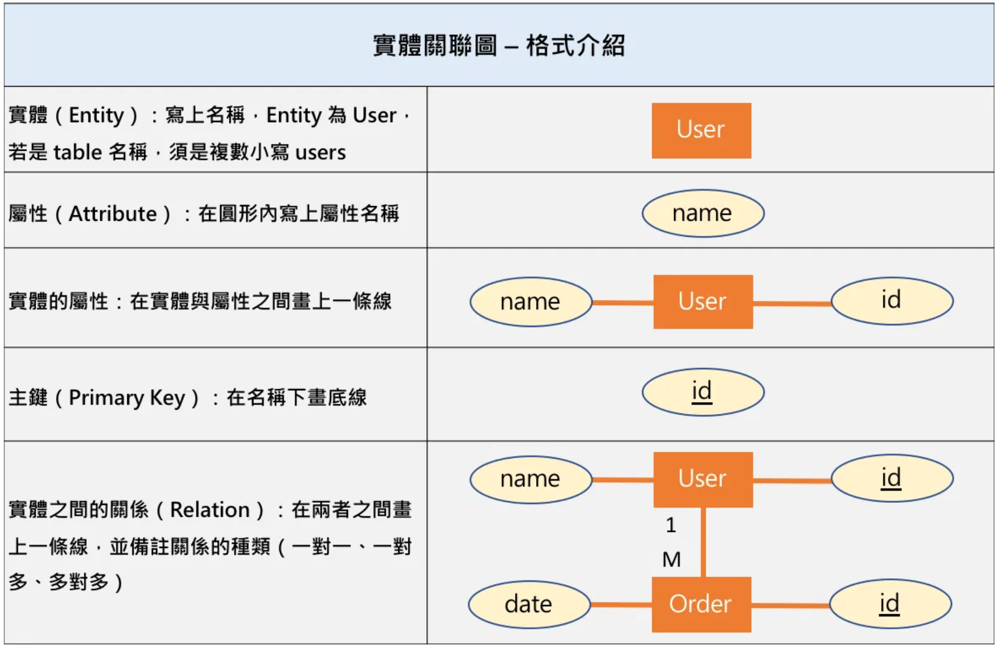 實體關聯圖 – 格式介紹
實體（Entity）：寫上名稱，Entity 為 User，
若是 table 名稱，須是複數小寫 users
User
屬性（Attribute）：在圓形內寫上屬性名稱
name
實體的屬性：在實體與屬性之間畫上一條線
name User id
主鍵（Primary Key）：在名稱下畫底線
id
實體之間的關係（Relation）：在兩者之間畫
上一條線，並備註關係的種類（一對一、一對
多、多對多）
name User id
1
M
date Order id